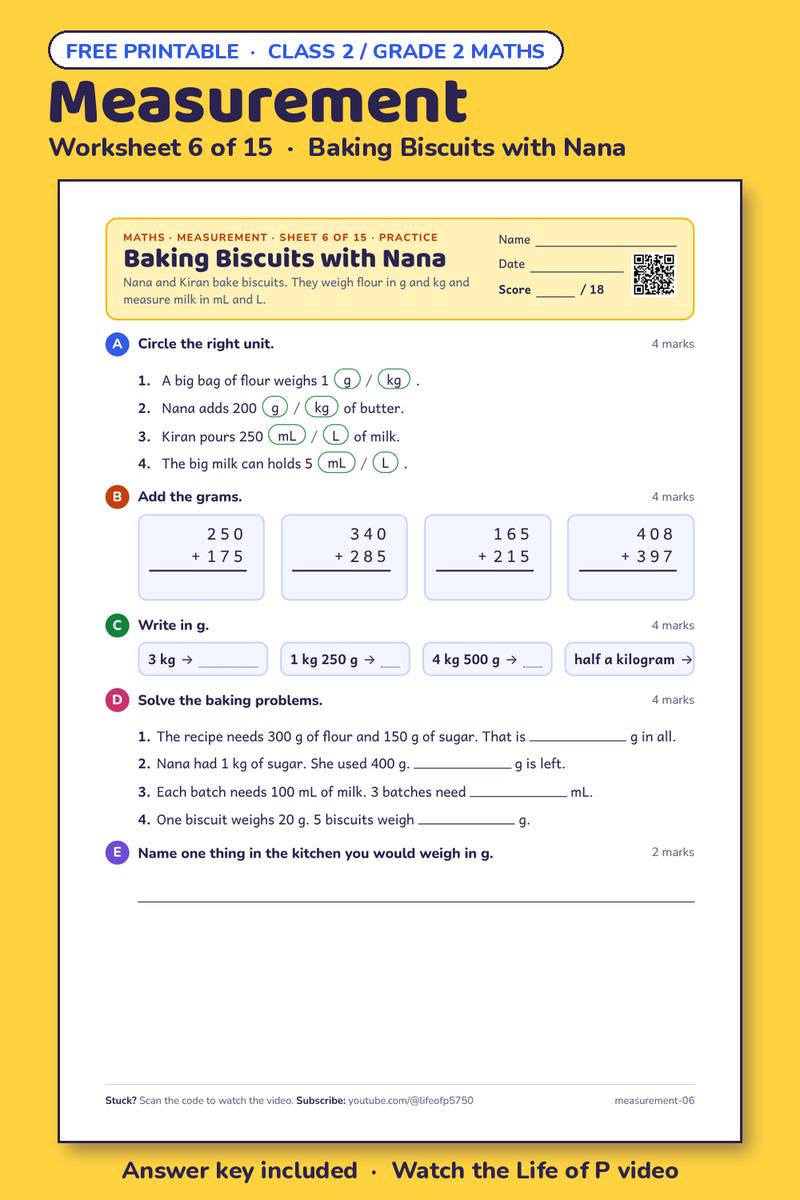 FREE PRINTABLE · CLASS 2 / GRADE 2 MATHS
Measurement
Worksheet 6 of 15 · Baking Biscuits with Nana
MATHS · MEASUREMENT · SHEET 6 OF 15 · PRACTICE
Baking Biscuits with Nana
Nana and Kiran bake biscuits. They weigh flour in g and kg and
measure milk in mL and L.
Name ____________
Date ____________
Score _____ / 18
A Circle the right unit. 4 marks
1. A big bag of flour weighs 1 g / kg .
2. Nana adds 200 g / kg of butter.
3. Kiran pours 250 mL / L of milk.
4. The big milk can holds 5 mL / L .
B Add the grams. 4 marks
250 340 165 408
+ 175 + 285 + 215 + 397
C Write in g. 4 marks
3 kg → ________ 1 kg 250 g → ___ 4 kg 500 g → ___ half a kilogram →
D Solve the baking problems. 4 marks
1. The recipe needs 300 g of flour and 150 g of sugar. That is ____________ g in all.
2. Nana had 1 kg of sugar. She used 400 g. ____________ g is left.
3. Each batch needs 100 mL of milk. 3 batches need ____________ mL.
4. One biscuit weighs 20 g. 5 biscuits weigh ____________ g.
E Name one thing in the kitchen you would weigh in g. 2 marks
Stuck? Scan the code to watch the video. Subscribe: youtube.com/@lifeofp5750 measurement-06
Answer key included · Watch the Life of P video